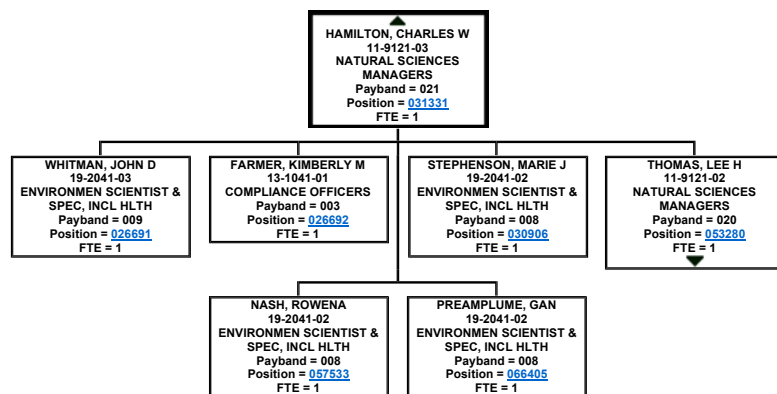 HAMILTON, CHARLES W
11-9121-03
NATURAL SCIENCES
MANAGERS
Payband = 021
Position = 031331
FTE = 1
WHITMAN, JOHN D
19-2041-03
ENVIRONMEN SCIENTIST &
SPEC, INCL HLTH
Payband = 009
Position = 026691
FTE = 1
FARMER, KIMBERLY M
13-1041-01
COMPLIANCE OFFICERS
Payband = 003
Position = 026692
FTE = 1
STEPHENSON, MARIE J
19-2041-02
ENVIRONMEN SCIENTIST &
SPEC, INCL HLTH
Payband = 008
Position = 030906
FTE = 1
THOMAS, LEE H
11-9121-02
NATURAL SCIENCES
MANAGERS
Payband = 020
Position = 053280
FTE = 1
NASH, ROWENA
19-2041-02
ENVIRONMEN SCIENTIST &
SPEC, INCL HLTH
Payband = 008
Position = 057533
FTE = 1
PREAMPLUME, GAN
19-2041-02
ENVIRONMEN SCIENTIST &
SPEC, INCL HLTH
Payband = 008
Position = 066405
FTE = 1